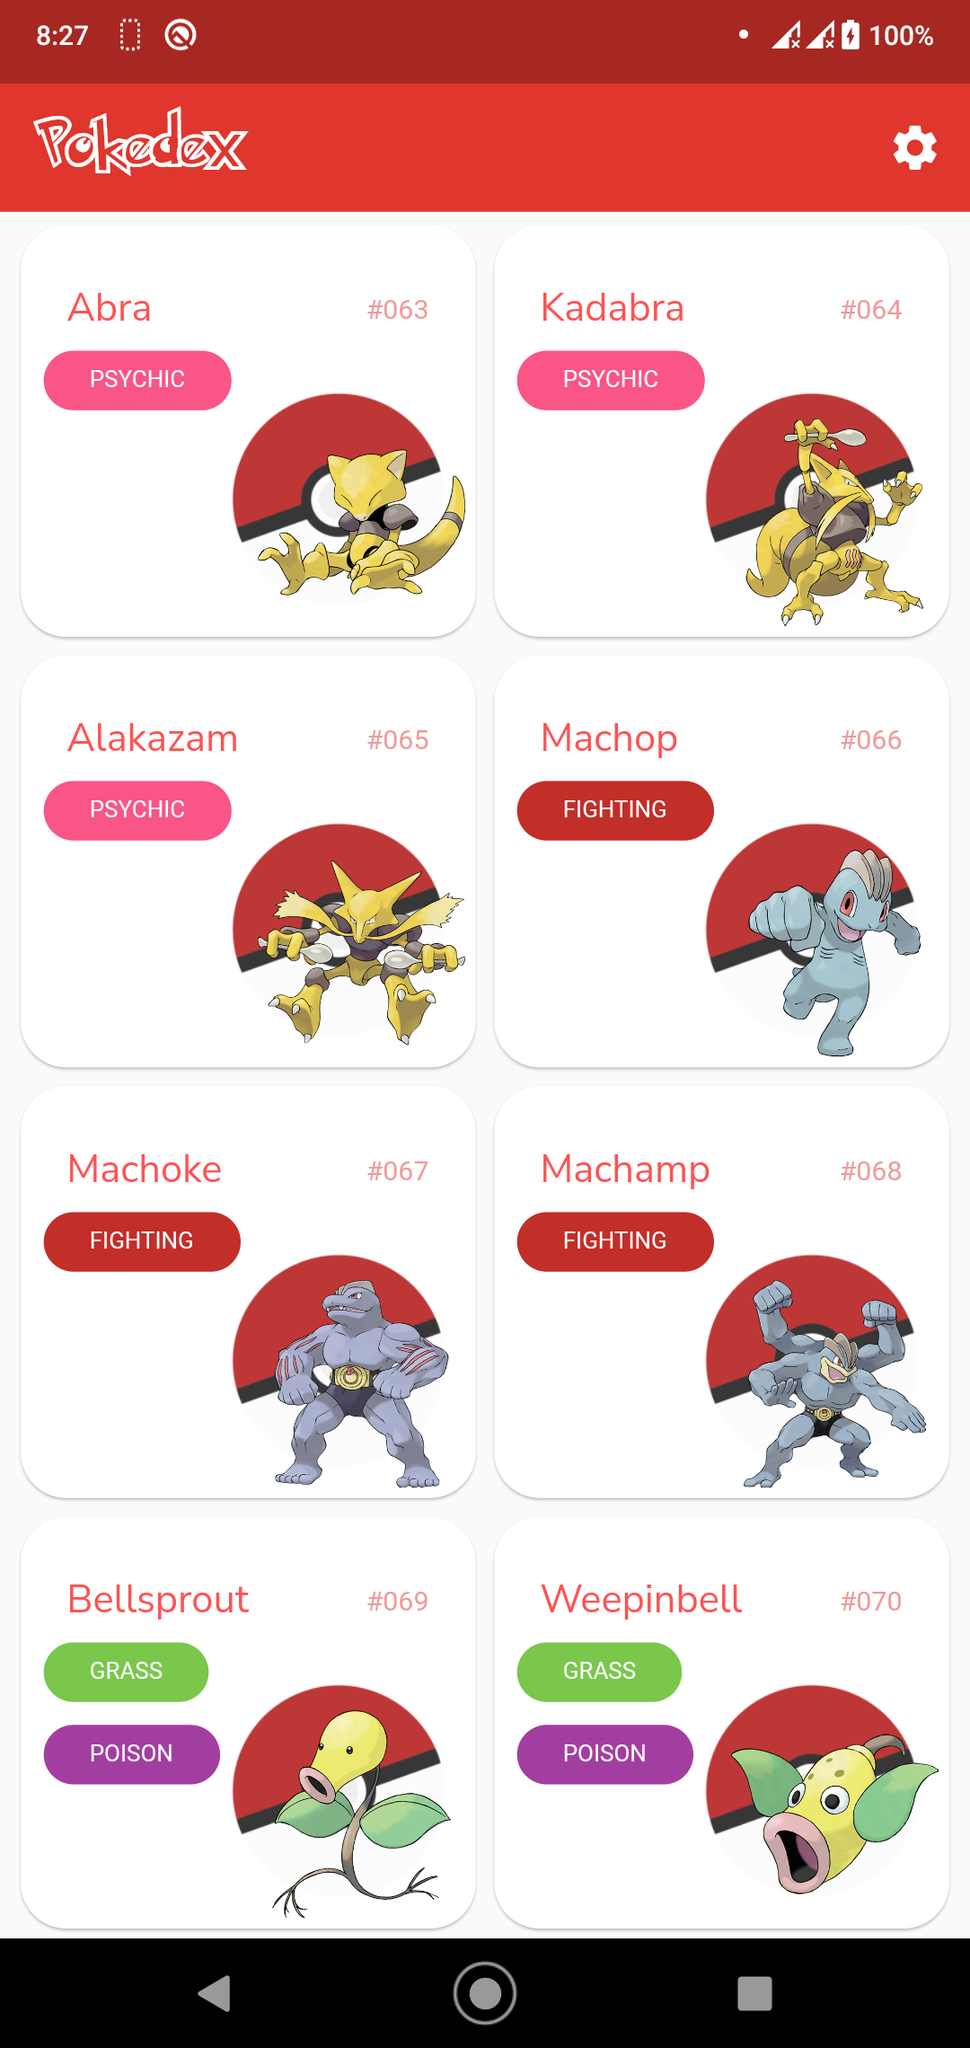 8:27 100%
Pokedex
Abra #063
PSYCHIC
Kadabra #064
PSYCHIC
Alakazam #065
PSYCHIC
Machop #066
FIGHTING
Machoke #067
FIGHTING
Machamp #068
FIGHTING
Bellsprout #069
GRASS
POISON
Weepinbell #070
GRASS
POISON